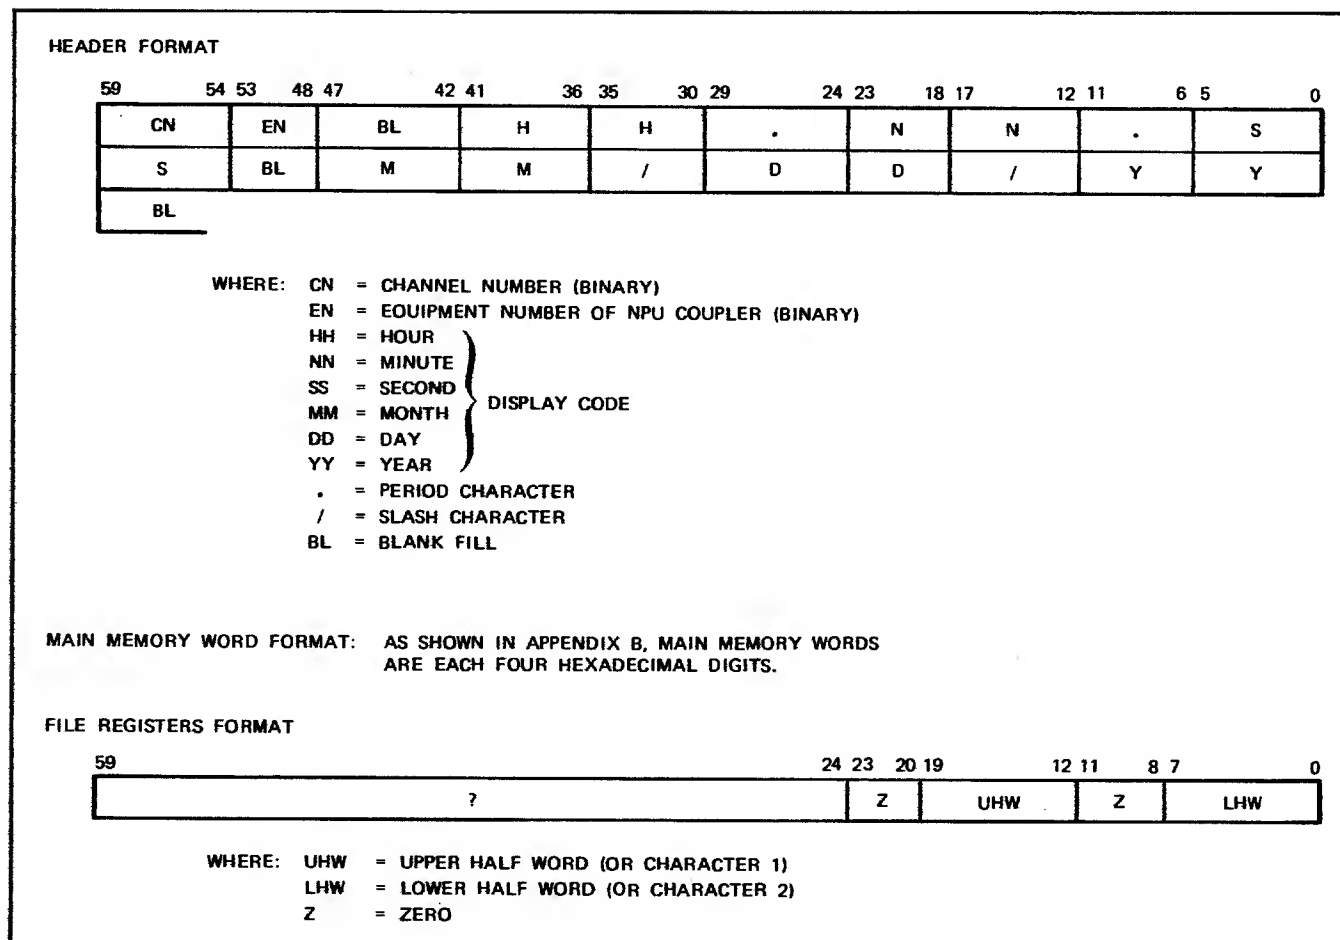 HEADER FORMAT
59 54 53 48 47 42 41 36 35 30 29 24 23 18 17 12 11 6 5 0
CN EN BL H H . N N . S
S BL M M / D D / Y Y
BL
WHERE: CN = CHANNEL NUMBER (BINARY)
EN = EQUIPMENT NUMBER OF NPU COUPLER (BINARY)
HH = HOUR
NN = MINUTE
SS = SECOND
DISPLAY CODE
MM = MONTH
DD = DAY
YY = YEAR
. = PERIOD CHARACTER
/ = SLASH CHARACTER
BL = BLANK FILL
MAIN MEMORY WORD FORMAT: AS SHOWN IN APPENDIX B, MAIN MEMORY WORDS
ARE EACH FOUR HEXADECIMAL DIGITS.
FILE REGISTERS FORMAT
59 24 23 20 19 12 11 8 7 0
? Z UHW Z LHW
WHERE: UHW = UPPER HALF WORD (OR CHARACTER 1)
LHW = LOWER HALF WORD (OR CHARACTER 2)
Z = ZERO